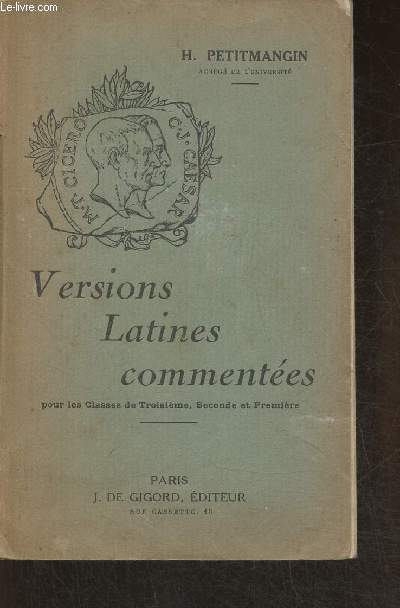 Le-livre.com
H. PETITMANGIN
AGRÉGÉ DE L'UNIVERSITÉ
M.T. CICERO
C.J. CAESAR
Versions
Latines
commentées
pour les Classes de Troisième, Seconde et Première
PARIS
J. DE GIGORD, ÉDITEUR
RUE CASSETTE, 15